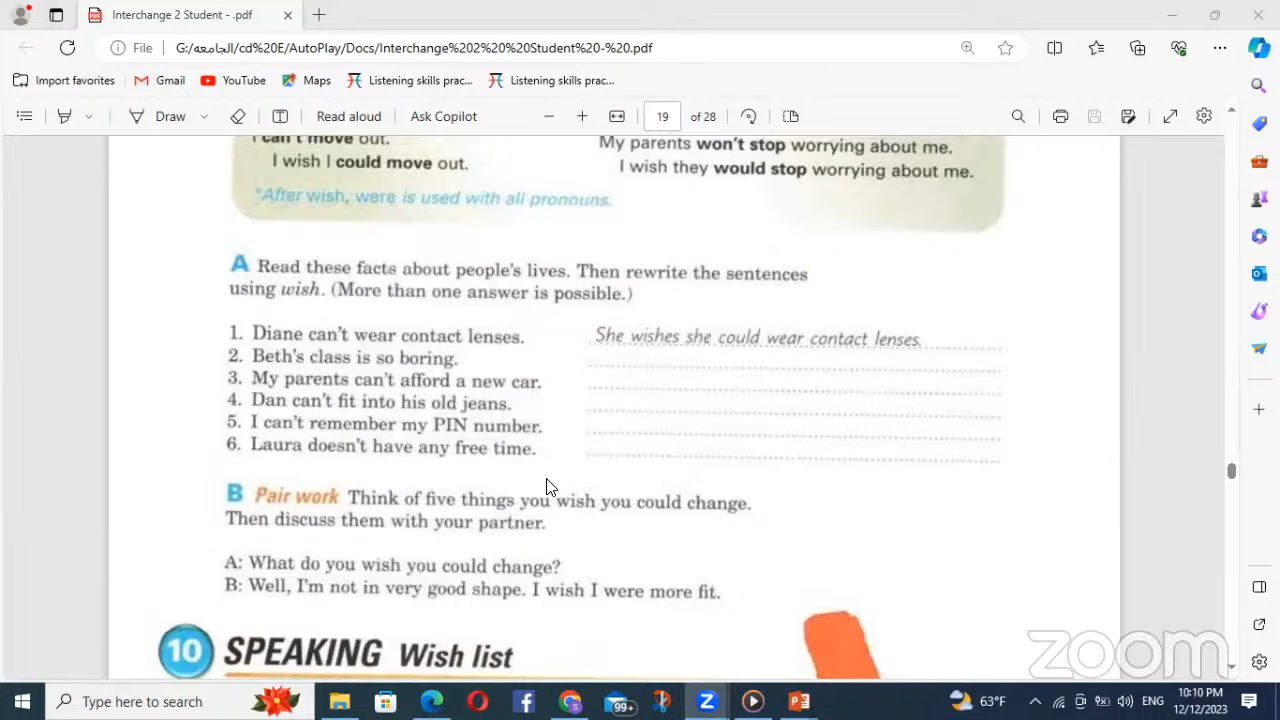 Interchange 2 Student - .pdf
File
G:/الجامعه/cd%20E/AutoPlay/Docs/Interchange%202%20%20Student%20-%20.pdf
Import favorites
Gmail
YouTube
Maps
Listening skills prac...
Listening skills prac...
Draw
Read aloud
Ask Copilot
19
of 28
I can't move out.
I wish I could move out.
My parents won't stop worrying about me.
I wish they would stop worrying about me.
*After wish, were is used with all pronouns.
A Read these facts about people's lives. Then rewrite the sentences
using wish. (More than one answer is possible.)
1. Diane can't wear contact lenses.
She wishes she could wear contact lenses.
2. Beth's class is so boring.
3. My parents can't afford a new car.
4. Dan can't fit into his old jeans.
5. I can't remember my PIN number.
6. Laura doesn't have any free time.
B Pair work Think of five things you wish you could change.
Then discuss them with your partner.
A: What do you wish you could change?
B: Well, I'm not in very good shape. I wish I were more fit.
10 SPEAKING Wish list
zoom
Type here to search
99+
63°F
ENG
10:10 PM
12/12/2023